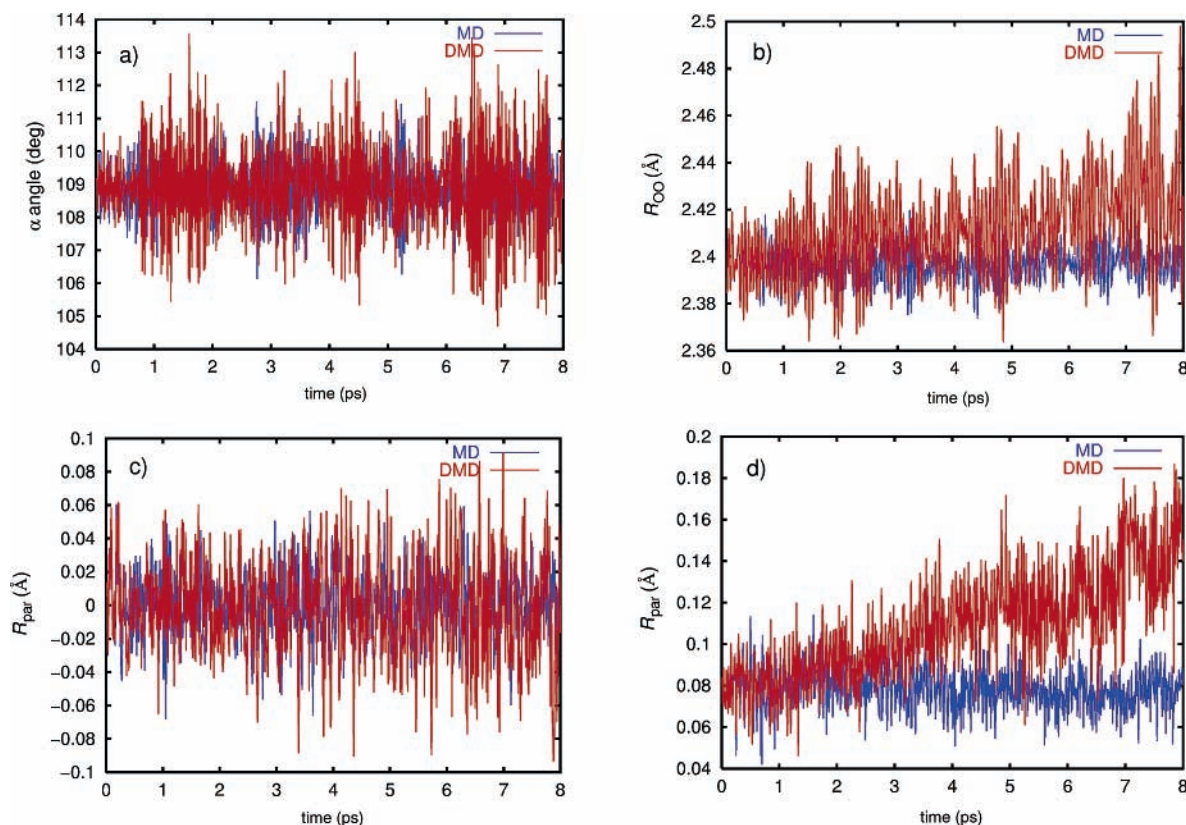 a)
MD
DMD
α angle (deg)
114
113
112
111
110
109
108
107
106
105
104
0 1 2 3 4 5 6 7 8
time (ps)
b)
MD
DMD
R_OO (Å)
2.5
2.48
2.46
2.44
2.42
2.4
2.38
2.36
0 1 2 3 4 5 6 7 8
time (ps)
c)
MD
DMD
R_par (Å)
0.1
0.08
0.06
0.04
0.02
0
−0.02
−0.04
−0.06
−0.08
−0.1
0 1 2 3 4 5 6 7 8
time (ps)
d)
MD
DMD
R_par (Å)
0.2
0.18
0.16
0.14
0.12
0.1
0.08
0.06
0.04
0 1 2 3 4 5 6 7 8
time (ps)